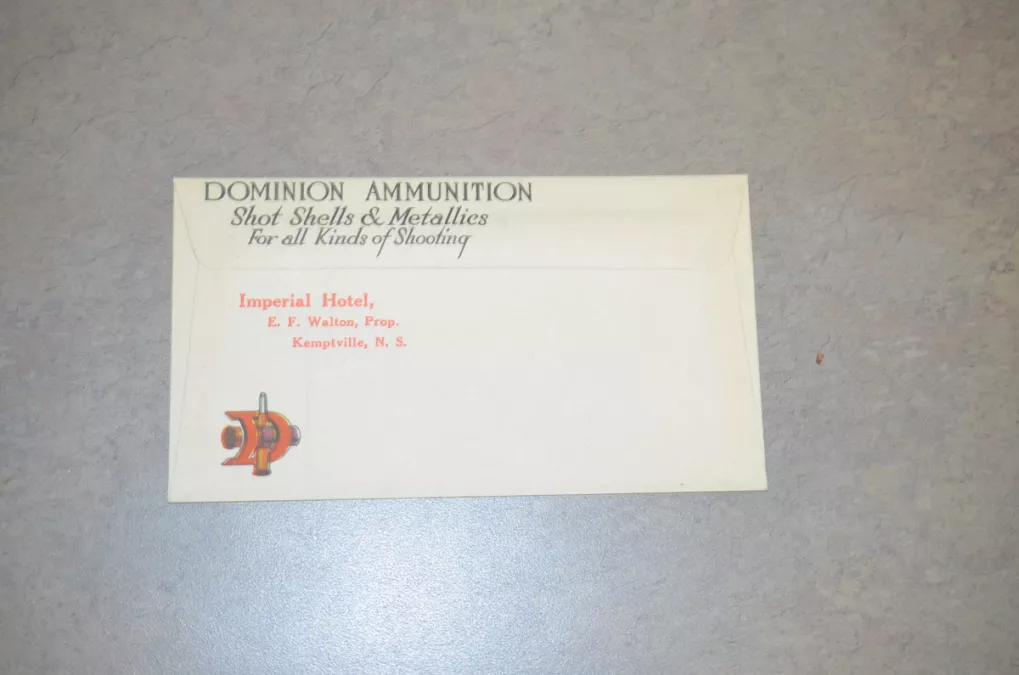 DOMINION AMMUNITION
Shot Shells & Metallics
For all Kinds of Shooting
Imperial Hotel,
E. F. Walton, Prop.
Kemptville, N. S.
D